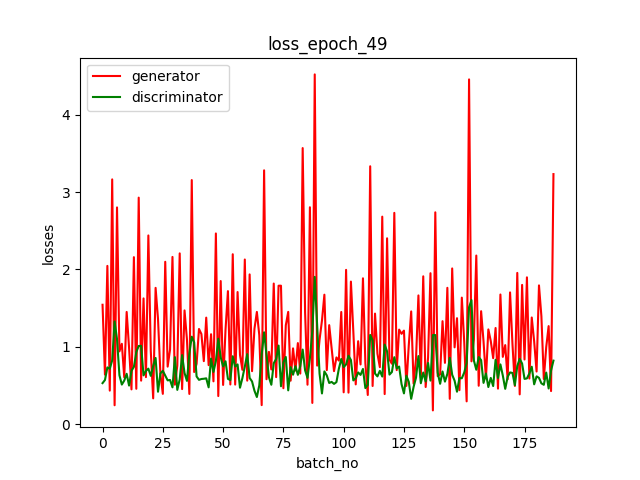 loss_epoch_49
generator
discriminator
losses
4
3
2
1
0
0 25 50 75 100 125 150 175
batch_no